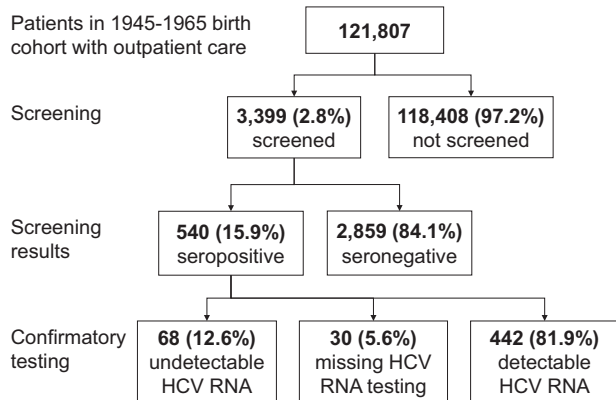 Patients in 1945-1965 birth
cohort with outpatient care
121,807
Screening
3,399 (2.8%)
screened
118,408 (97.2%)
not screened
Screening
results
540 (15.9%)
seropositive
2,859 (84.1%)
seronegative
Confirmatory
testing
68 (12.6%)
undetectable
HCV RNA
30 (5.6%)
missing HCV
RNA testing
442 (81.9%)
detectable
HCV RNA